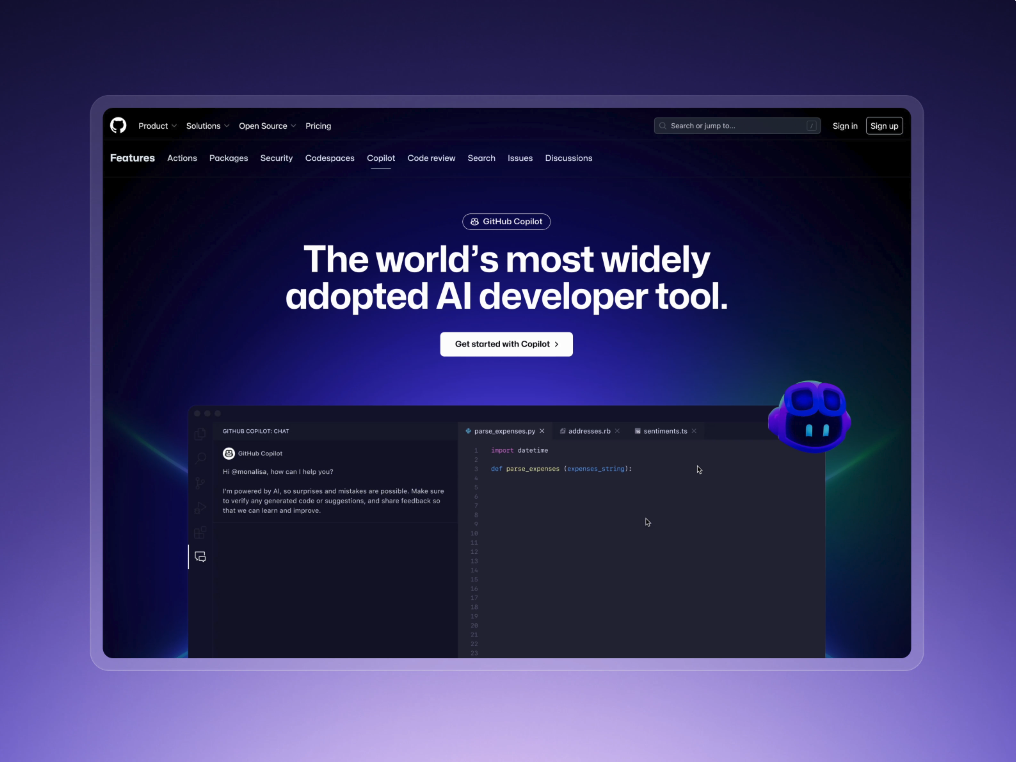 Product Solutions Open Source Pricing Search or jump to... / Sign in Sign up
Features Actions Packages Security Codespaces Copilot Code review Search Issues Discussions
GitHub Copilot
The world's most widely
adopted AI developer tool.
Get started with Copilot
GITHUB COPILOT: CHAT
GitHub Copilot
Hi @monalisa, how can I help you?
I'm powered by AI, so surprises and mistakes are possible. Make sure
to verify any generated code or suggestions, and share feedback so
that we can learn and improve.
parse_expenses.py addresses.rb sentiments.ts
1 import datetime
2
3 def parse_expenses (expenses_string):
4
5
6
7
8
9
10
11
12
13
14
15
16
17
18
19
20
21
22
23